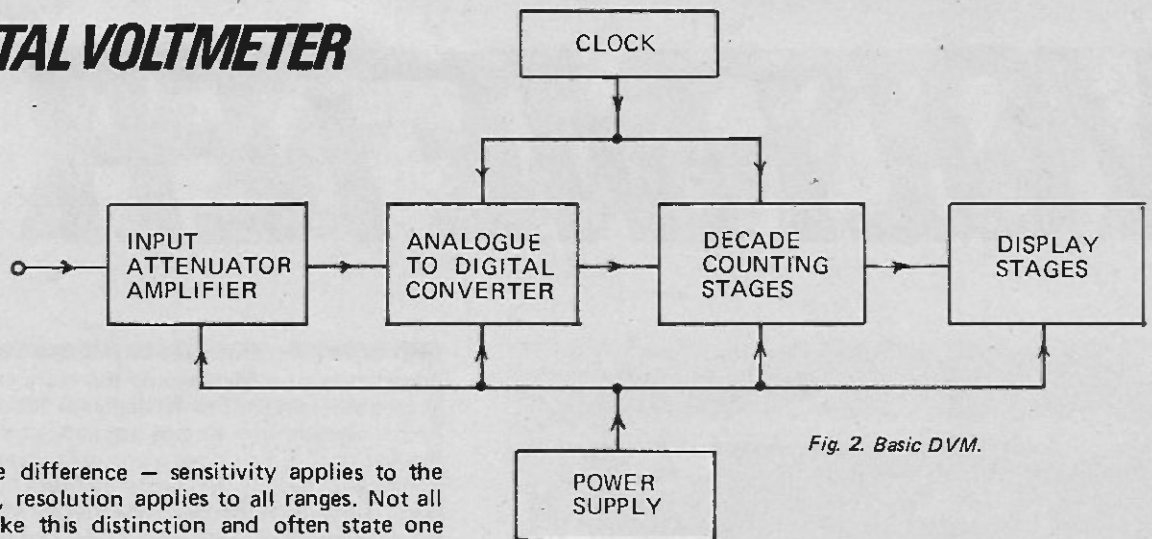 TAL VOLTMETER
CLOCK
INPUT
ATTENUATOR
AMPLIFIER
ANALOGUE
TO DIGITAL
CONVERTER
DECADE
COUNTING
STAGES
DISPLAY
STAGES
POWER
SUPPLY
Fig. 2. Basic DVM.
e difference – sensitivity applies to the
, resolution applies to all ranges. Not all
ke this distinction and often state one